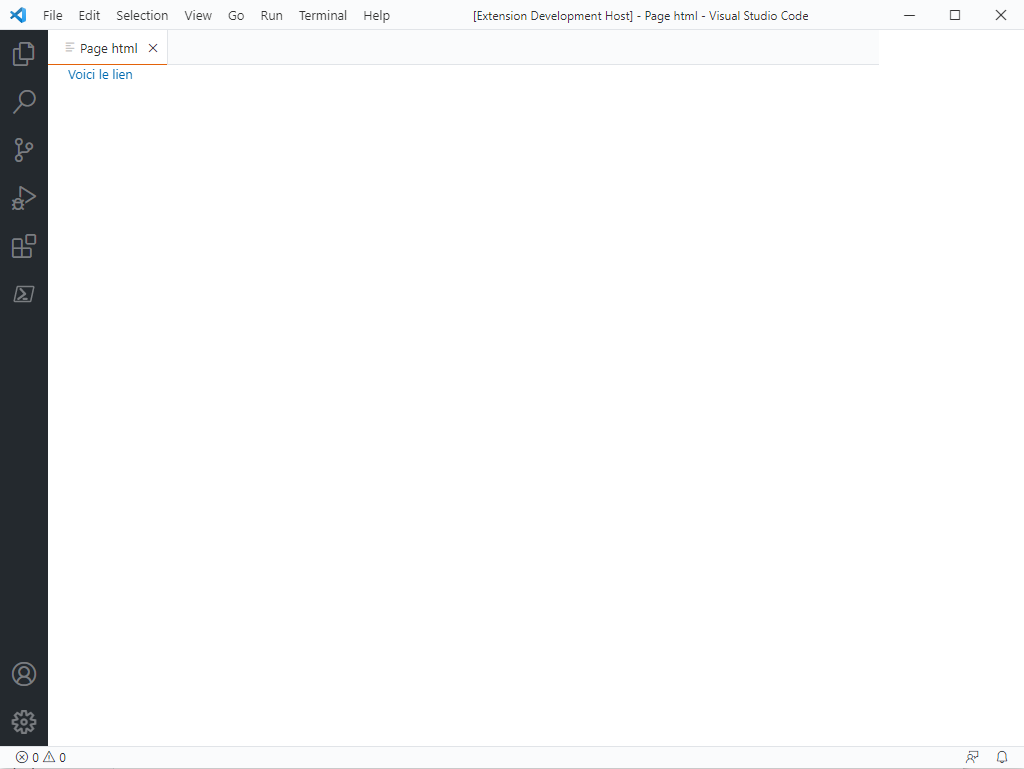 File Edit Selection View Go Run Terminal Help [Extension Development Host] - Page html - Visual Studio Code
Page html
Voici le lien
0 0